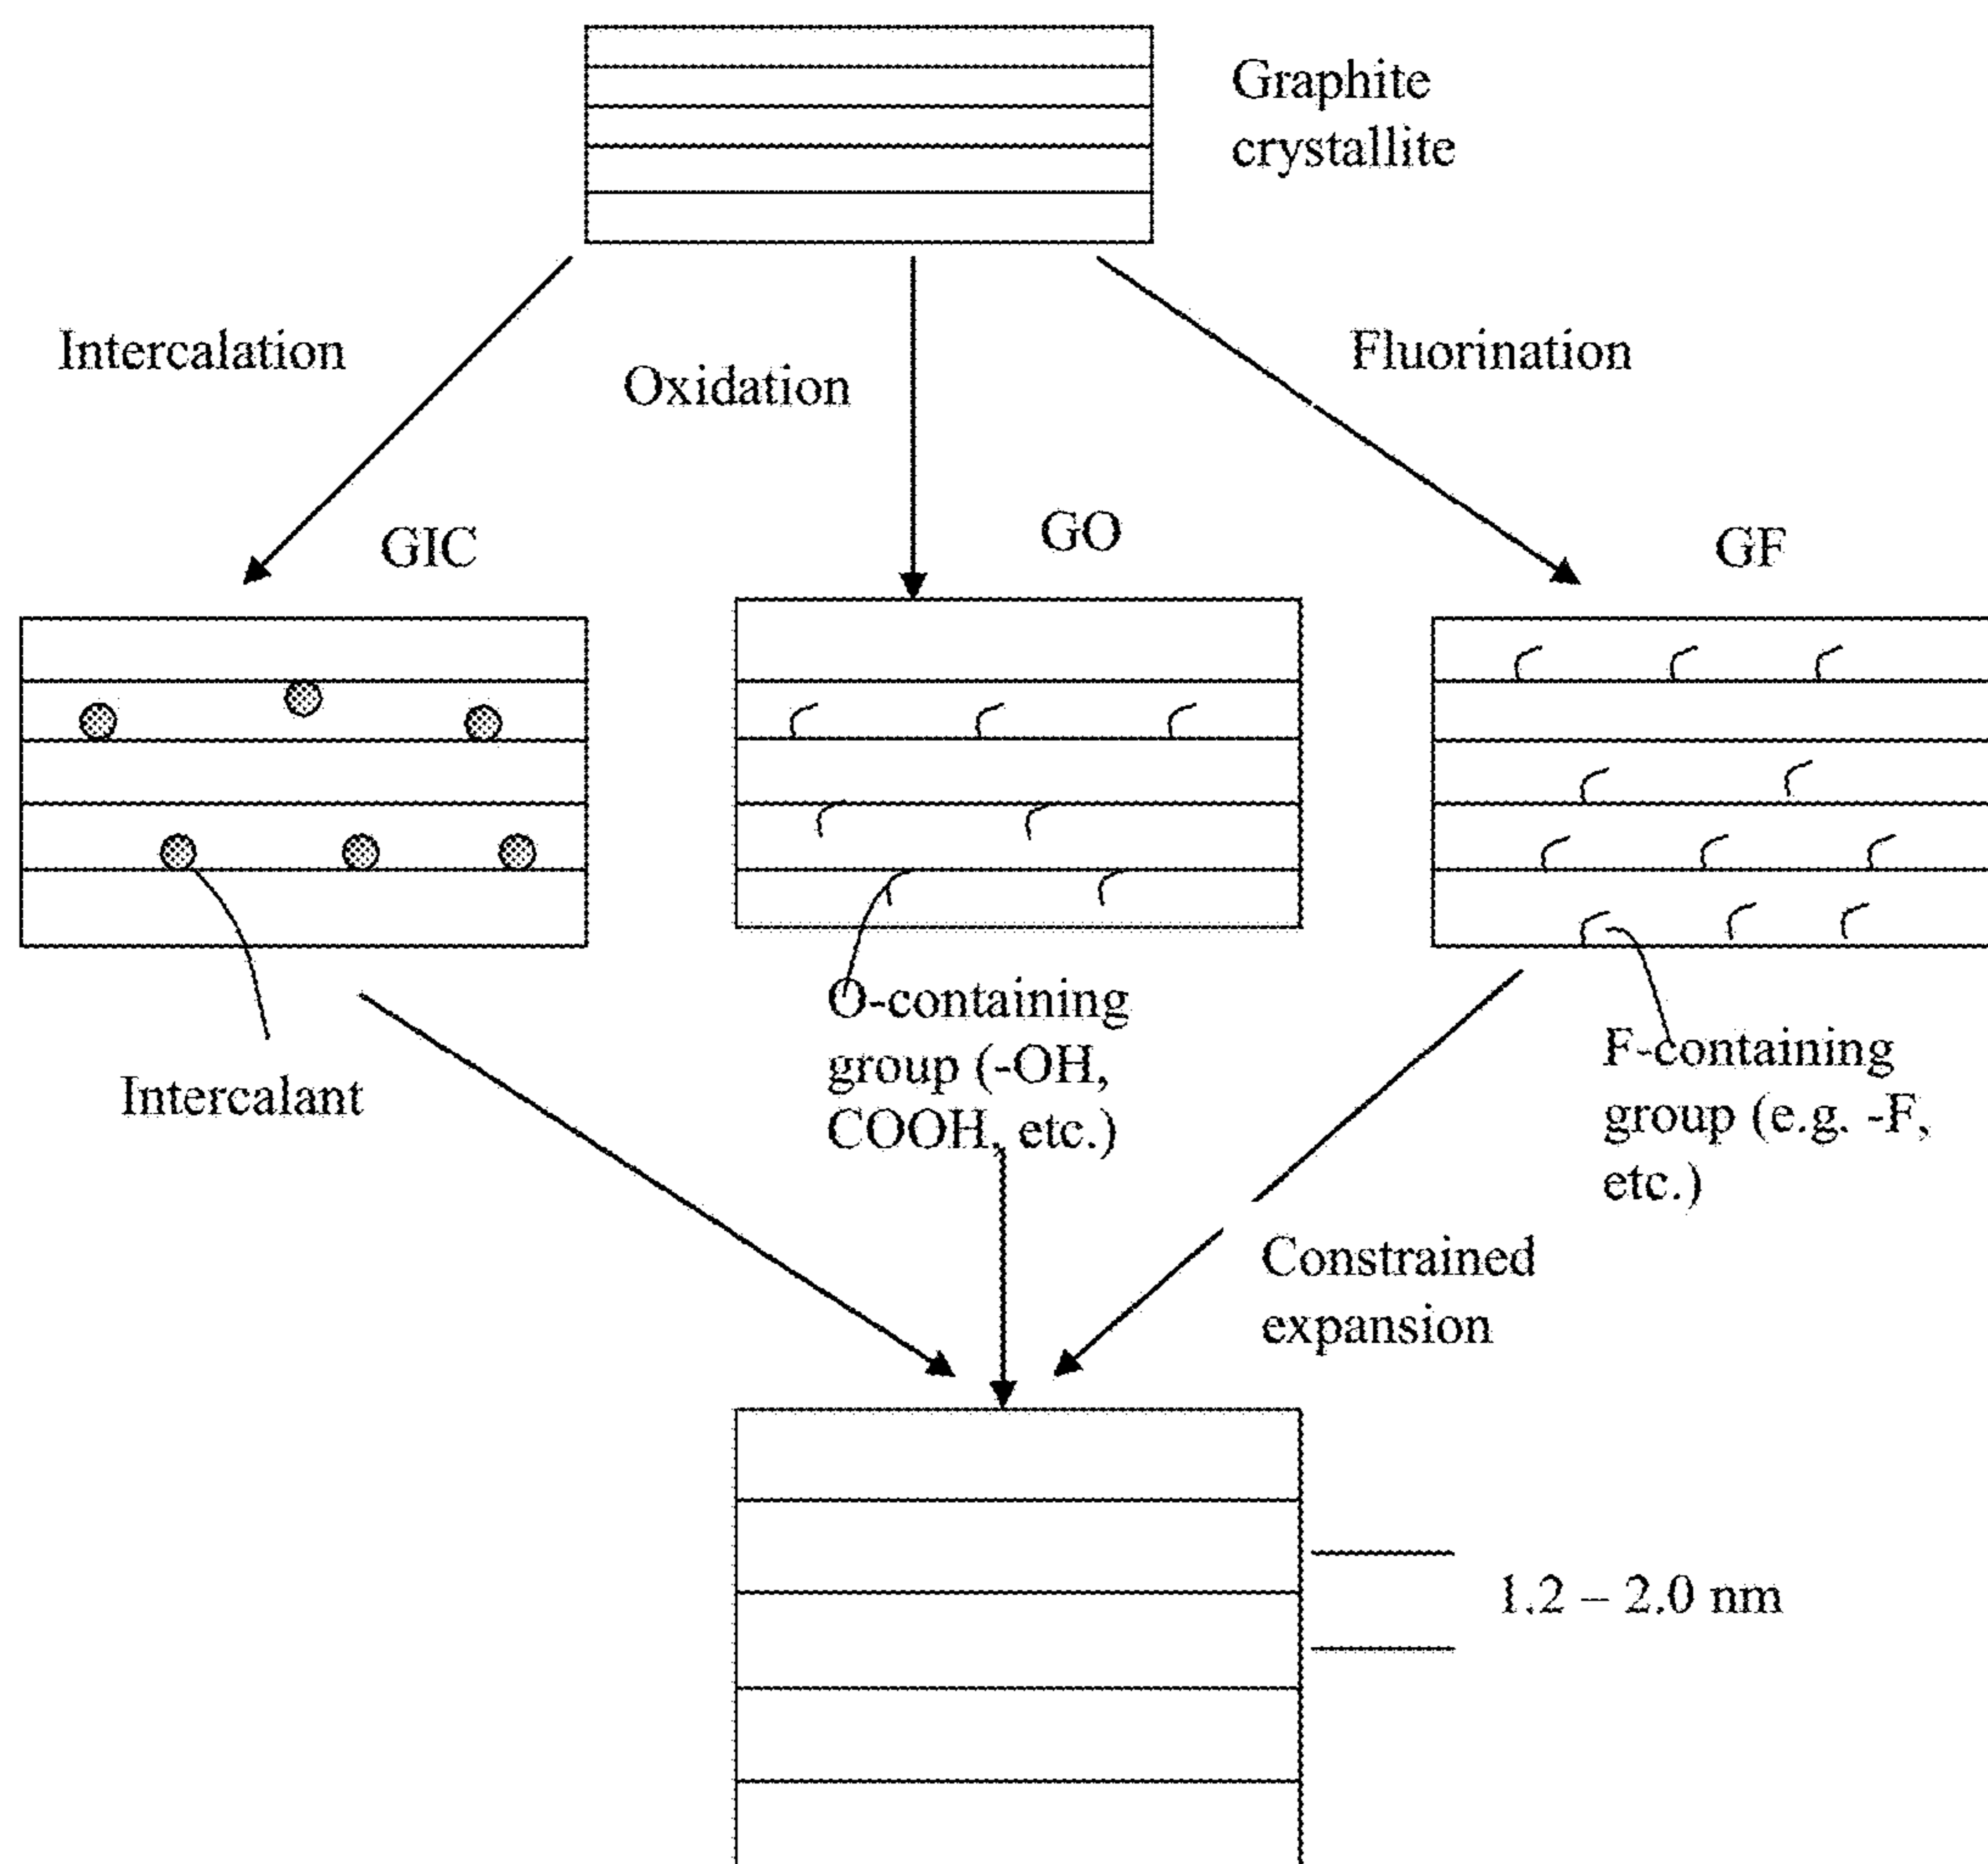 Graphite
crystallite
Intercalation
Oxidation
Fluorination
GIC
GO
GF
Intercalant
O-containing
group (-OH,
COOH, etc.)
F-containing
group (e.g. -F,
etc.)
Constrained
expansion
1.2 – 2.0 nm